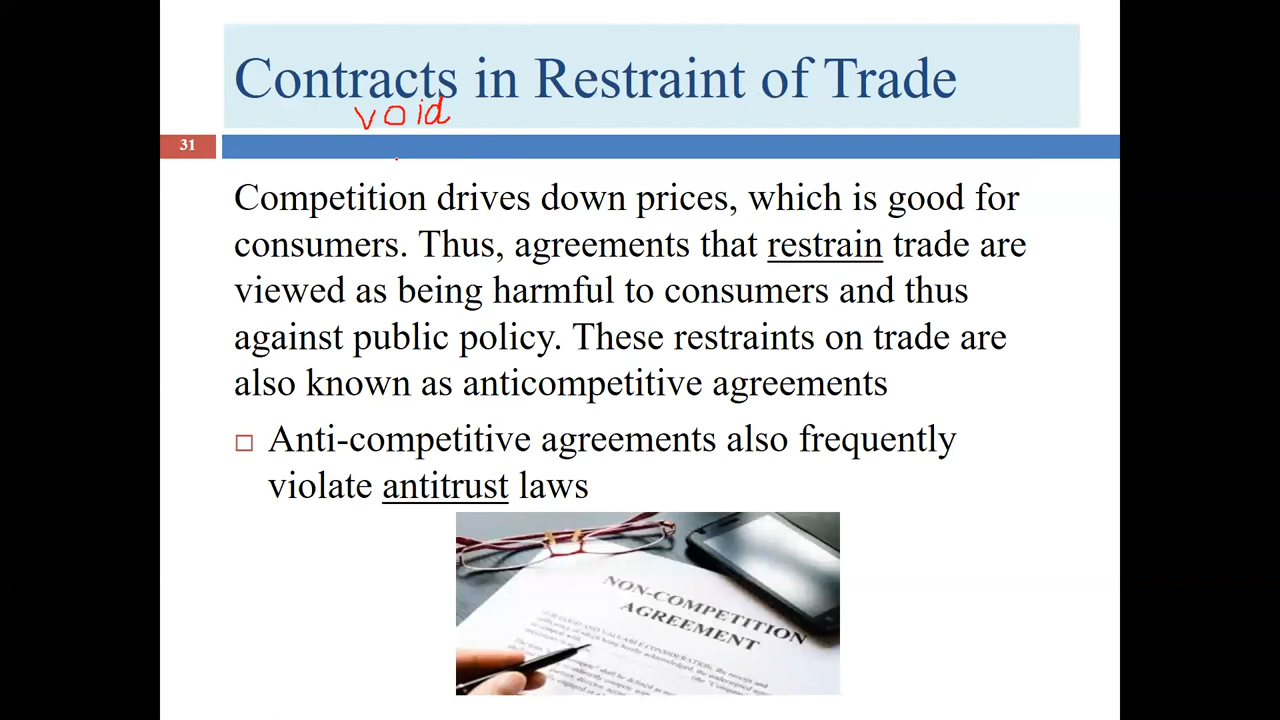 Contracts in Restraint of Trade
void
31
Competition drives down prices, which is good for
consumers. Thus, agreements that restrain trade are
viewed as being harmful to consumers and thus
against public policy. These restraints on trade are
also known as anticompetitive agreements
Anti-competitive agreements also frequently
violate antitrust laws
NON-COMPETITION
AGREEMENT